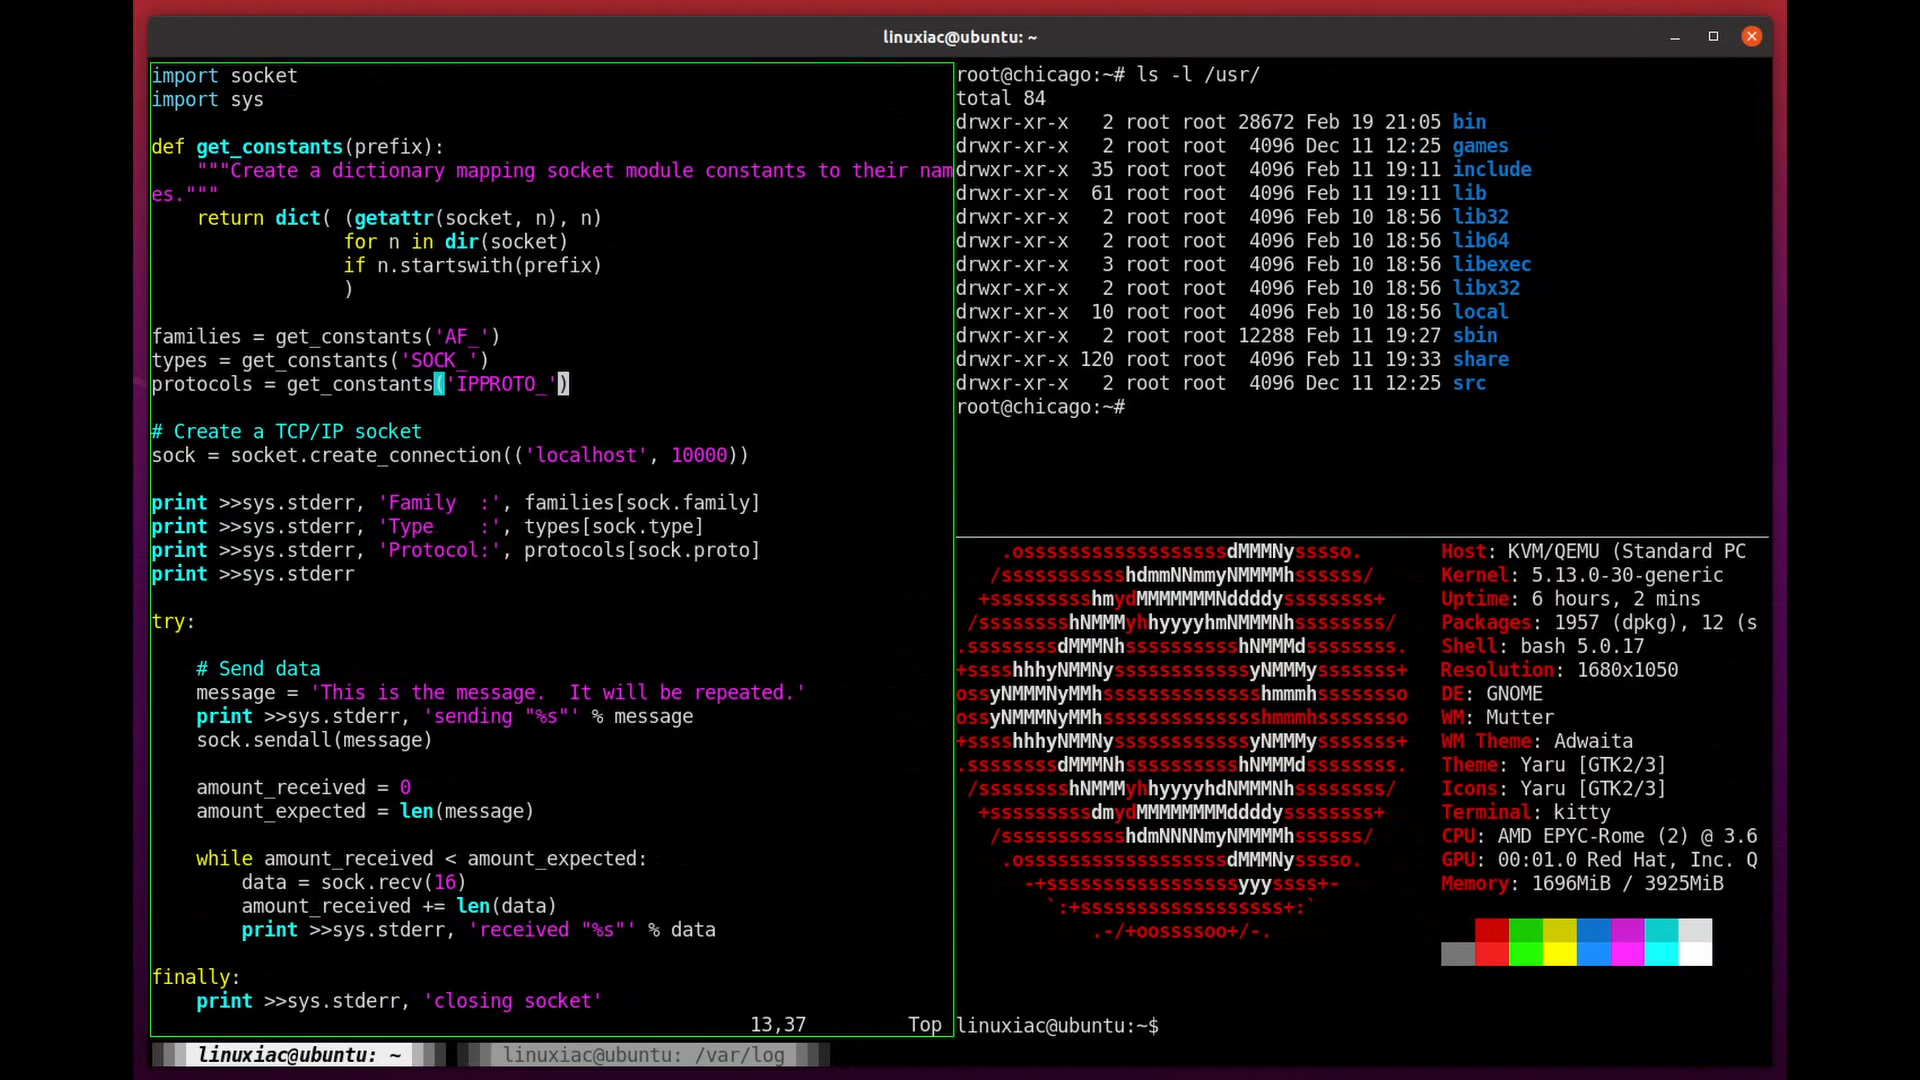 linuxiac@ubuntu: ~
import socket
import sys
def get_constants(prefix):
    """Create a dictionary mapping socket module constants to their nam
es."""
    return dict( (getattr(socket, n), n)
                 for n in dir(socket)
                 if n.startswith(prefix)
                 )
families = get_constants('AF_')
types = get_constants('SOCK_')
protocols = get_constants('IPPROTO_')
# Create a TCP/IP socket
sock = socket.create_connection(('localhost', 10000))
print >>sys.stderr, 'Family  :', families[sock.family]
print >>sys.stderr, 'Type    :', types[sock.type]
print >>sys.stderr, 'Protocol:', protocols[sock.proto]
print >>sys.stderr
try:
    # Send data
    message = 'This is the message.  It will be repeated.'
    print >>sys.stderr, 'sending "%s"' % message
    sock.sendall(message)
    amount_received = 0
    amount_expected = len(message)
    while amount_received < amount_expected:
        data = sock.recv(16)
        amount_received += len(data)
        print >>sys.stderr, 'received "%s"' % data
finally:
    print >>sys.stderr, 'closing socket'
13,37         Top
root@chicago:~# ls -l /usr/
total 84
drwxr-xr-x   2 root root 28672 Feb 19 21:05 bin
drwxr-xr-x   2 root root  4096 Dec 11 12:25 games
drwxr-xr-x  35 root root  4096 Feb 11 19:11 include
drwxr-xr-x  61 root root  4096 Feb 11 19:11 lib
drwxr-xr-x   2 root root  4096 Feb 10 18:56 lib32
drwxr-xr-x   2 root root  4096 Feb 10 18:56 lib64
drwxr-xr-x   3 root root  4096 Feb 10 18:56 libexec
drwxr-xr-x   2 root root  4096 Feb 10 18:56 libx32
drwxr-xr-x  10 root root  4096 Feb 10 18:56 local
drwxr-xr-x   2 root root 12288 Feb 11 19:27 sbin
drwxr-xr-x 120 root root  4096 Feb 11 19:33 share
drwxr-xr-x   2 root root  4096 Dec 11 12:25 src
root@chicago:~#
    .ossssssssssssssssssdMMMNysssso.       Host: KVM/QEMU (Standard PC
   /ssssssssssshdmmNNmmyNMMMMhssssss/      Kernel: 5.13.0-30-generic
  +ssssssssshmydMMMMMMMNddddyssssssss+     Uptime: 6 hours, 2 mins
 /sssssssshNMMMyhhyyyyhmNMMMNhssssssss/    Packages: 1957 (dpkg), 12 (s
.ssssssssdMMMNhsssssssssshNMMMdssssssss.   Shell: bash 5.0.17
+sssshhhyNMMNyssssssssssssyNMMMysssssss+   Resolution: 1680x1050
ossyNMMMNyMMhsssssssssssssshmmmhssssssso   DE: GNOME
ossyNMMMNyMMhsssssssssssssshmmmhssssssso   WM: Mutter
+sssshhhyNMMNyssssssssssssyNMMMysssssss+   WM Theme: Adwaita
.ssssssssdMMMNhsssssssssshNMMMdssssssss.   Theme: Yaru [GTK2/3]
 /sssssssshNMMMyhhyyyyhdNMMMNhssssssss/    Icons: Yaru [GTK2/3]
  +sssssssssdmydMMMMMMMMddddyssssssss+     Terminal: kitty
   /ssssssssssshdmNNNNmyNMMMMhssssss/      CPU: AMD EPYC-Rome (2) @ 3.6
    .ossssssssssssssssssdMMMNysssso.       GPU: 00:01.0 Red Hat, Inc. Q
      -+sssssssssssssssssyyyssss+-         Memory: 1696MiB / 3925MiB
        `:+ssssssssssssssssss+:`
            .-/+oossssoo+/-.
linuxiac@ubuntu:~$
linuxiac@ubuntu: ~   linuxiac@ubuntu: /var/log